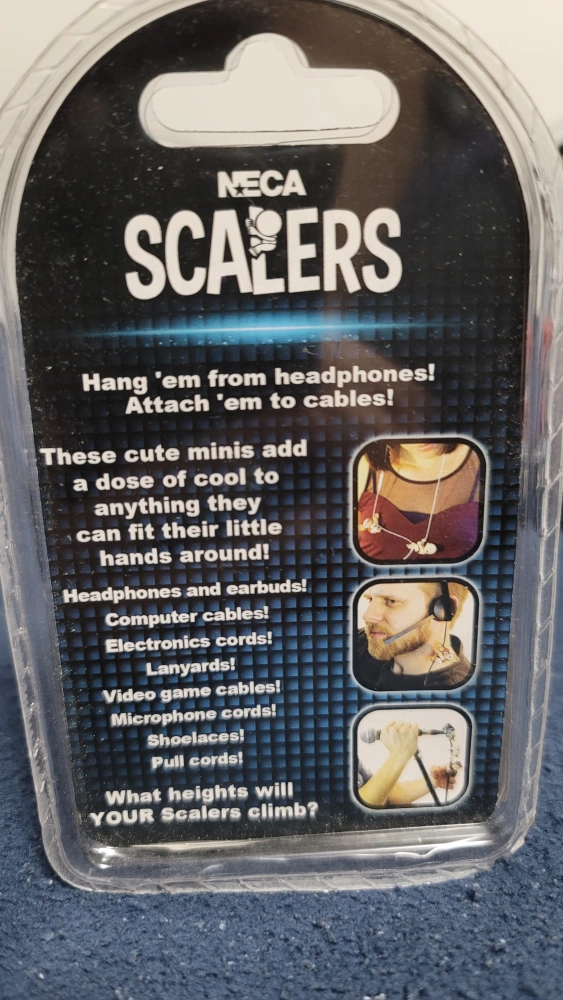 NECA
SCALERS
Hang 'em from headphones!
Attach 'em to cables!
These cute minis add
a dose of cool to
anything they
can fit their little
hands around!
Headphones and earbuds!
Computer cables!
Electronics cords!
Lanyards!
Video game cables!
Microphone cords!
Shoelaces!
Pull cords!
What heights will
YOUR Scalers climb?